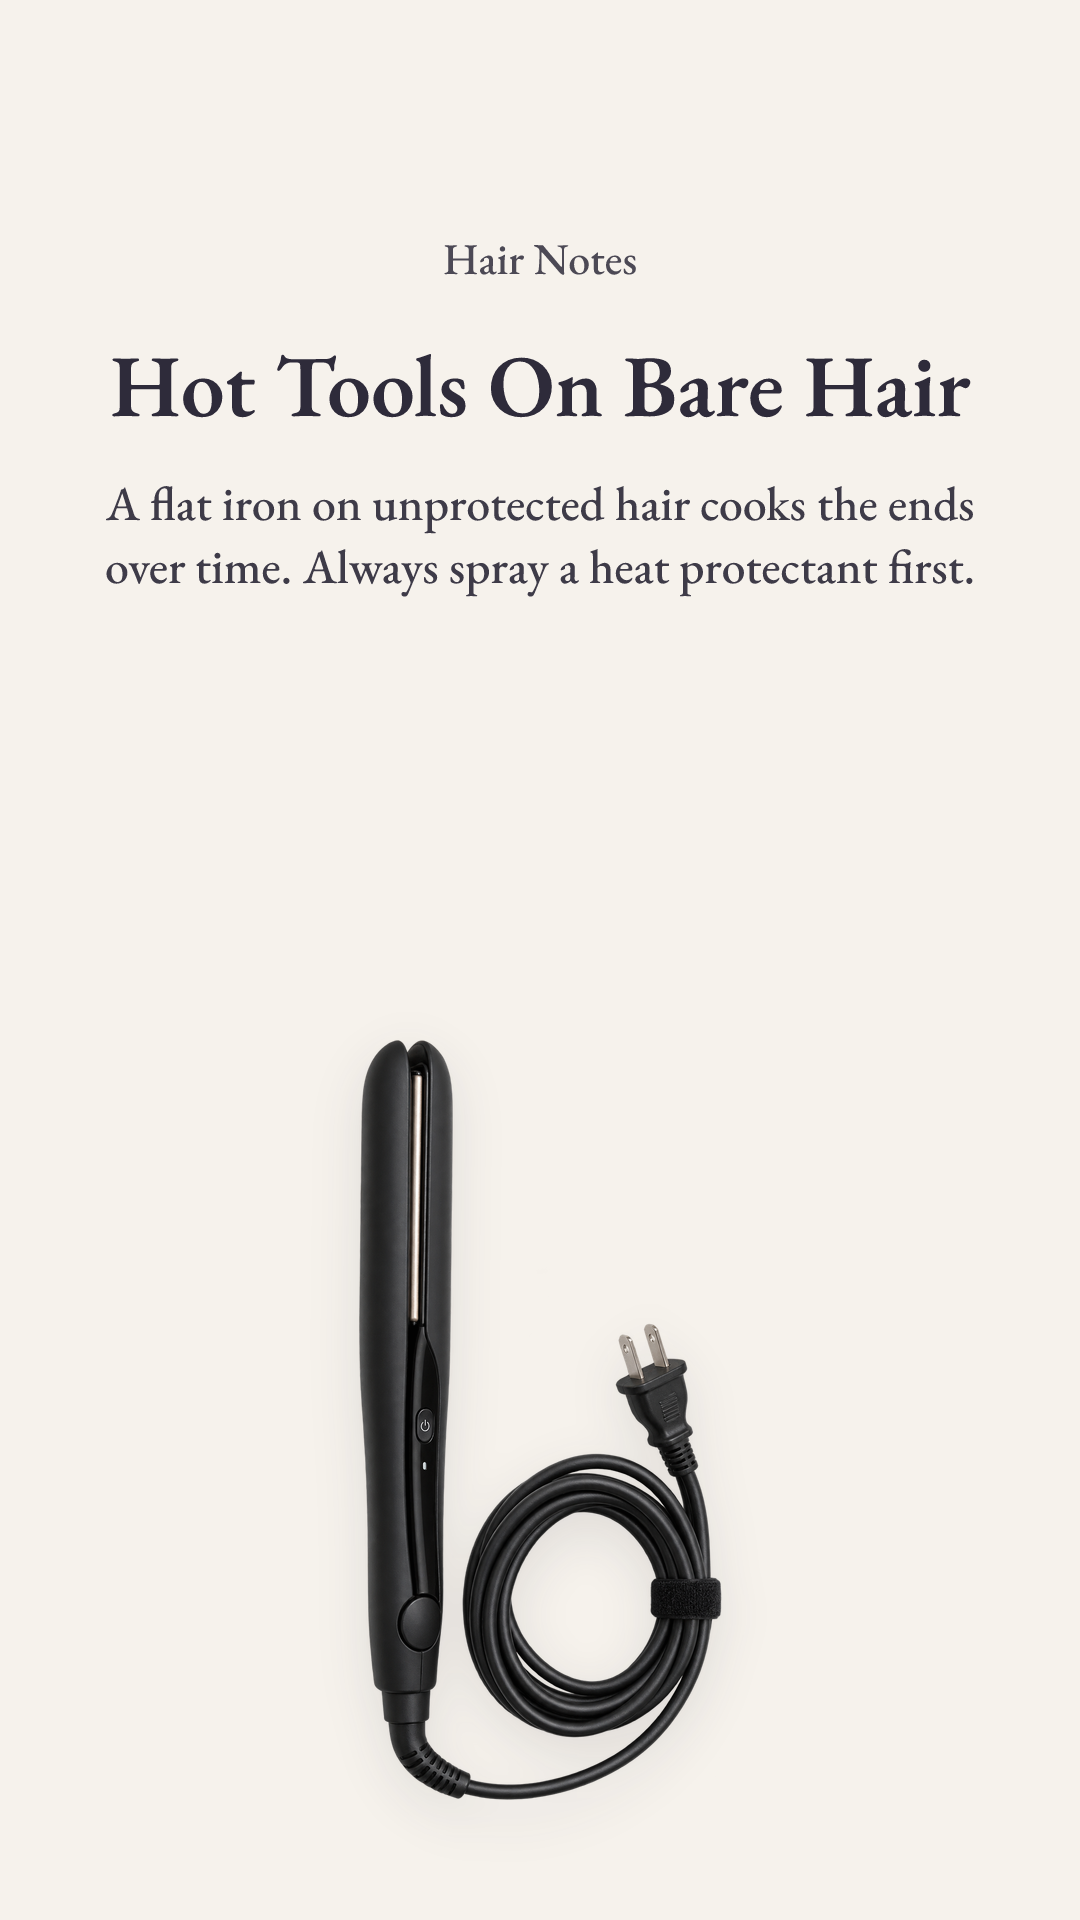 Hair Notes
Hot Tools On Bare Hair
A flat iron on unprotected hair cooks the ends
over time. Always spray a heat protectant first.